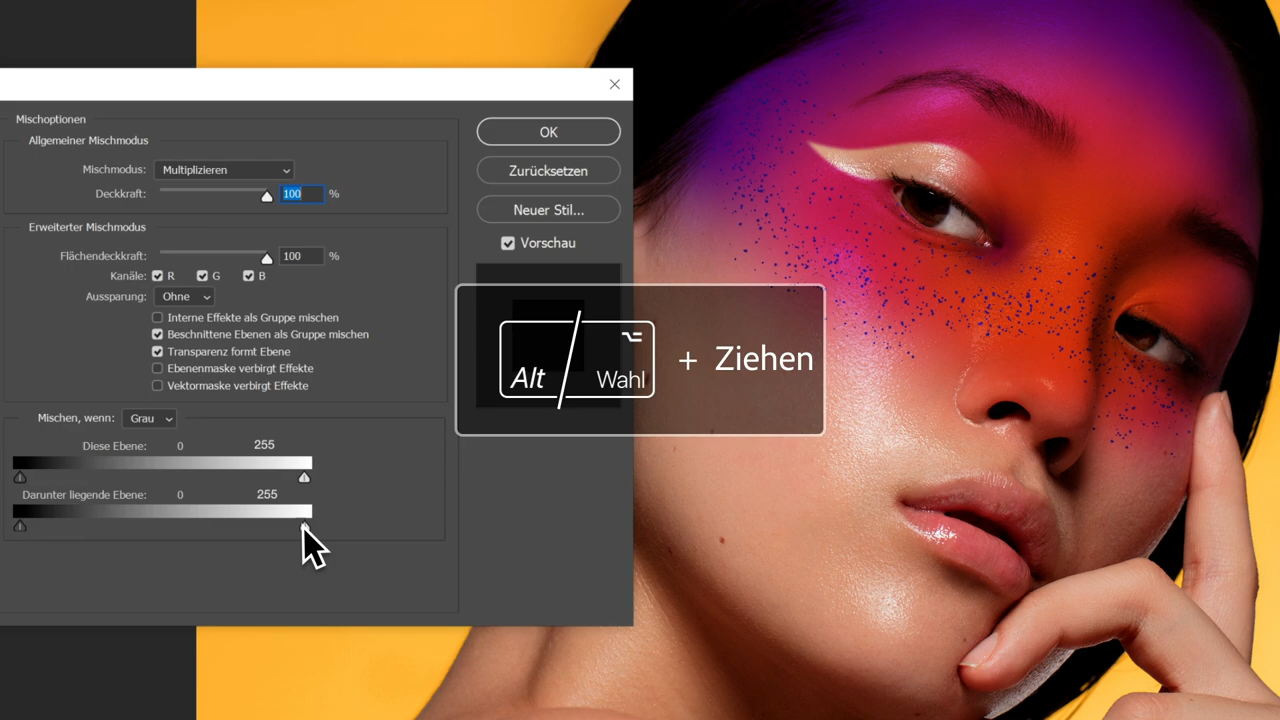 Mischoptionen
Allgemeiner Mischmodus
Mischmodus: Multiplizieren
Deckkraft: 100 %
Erweiterter Mischmodus
Flächendeckkraft: 100 %
Kanäle: R G B
Aussparung: Ohne
Interne Effekte als Gruppe mischen
Beschnittene Ebenen als Gruppe mischen
Transparenz formt Ebene
Ebenenmaske verbirgt Effekte
Vektormaske verbirgt Effekte
Mischen, wenn: Grau
Diese Ebene: 0 255
Darunter liegende Ebene: 0 255
OK
Zurücksetzen
Neuer Stil...
Vorschau
Alt Wahl + Ziehen